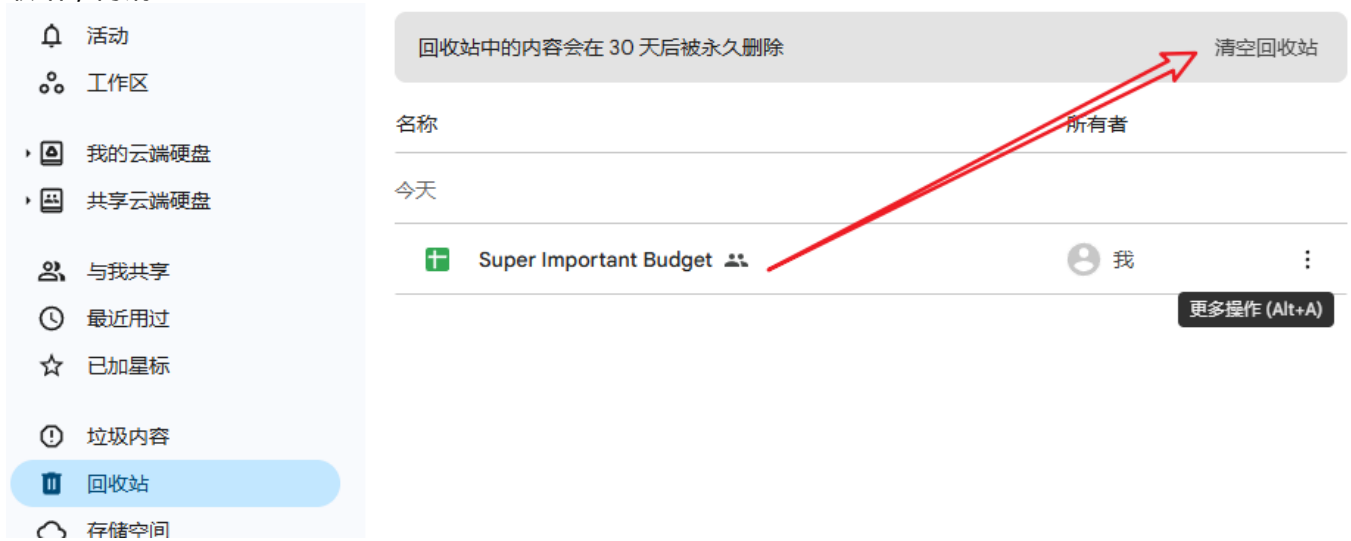 活动
工作区
我的云端硬盘
共享云端硬盘
与我共享
最近用过
已加星标
垃圾内容
回收站
存储空间
回收站中的内容会在 30 天后被永久删除
清空回收站
名称
所有者
今天
Super Important Budget
我
更多操作 (Alt+A)